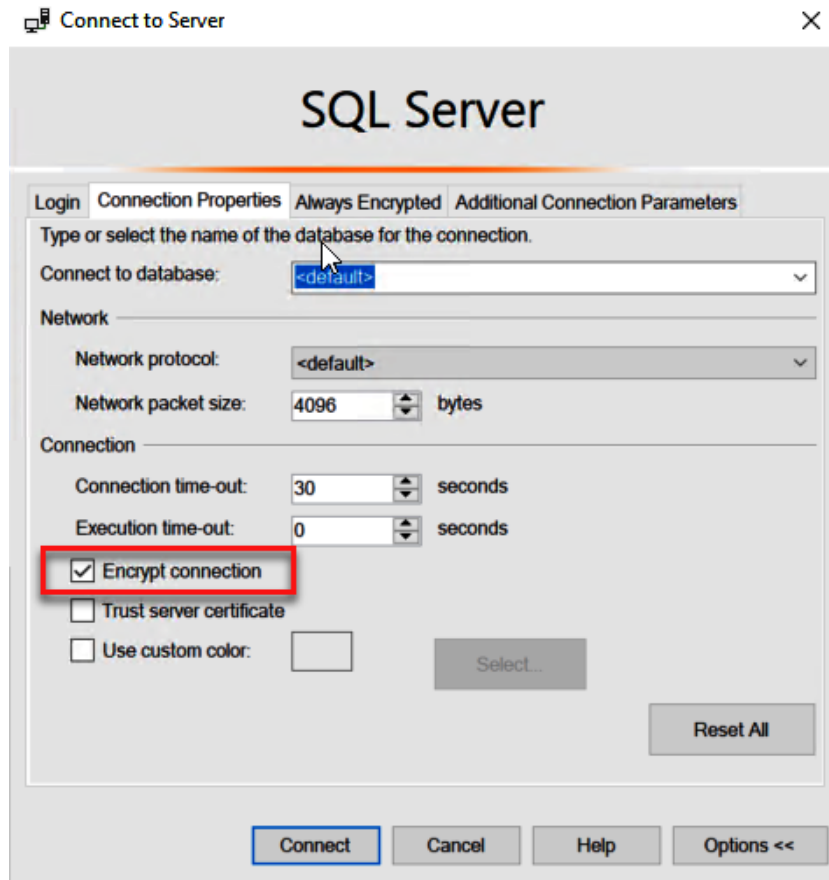 Connect to Server
SQL Server
Login Connection Properties Always Encrypted Additional Connection Parameters
Type or select the name of the database for the connection.
Connect to database: <default>
Network
Network protocol: <default>
Network packet size: 4096 bytes
Connection
Connection time-out: 30 seconds
Execution time-out: 0 seconds
Encrypt connection
Trust server certificate
Use custom color: Select...
Reset All
Connect Cancel Help Options <<